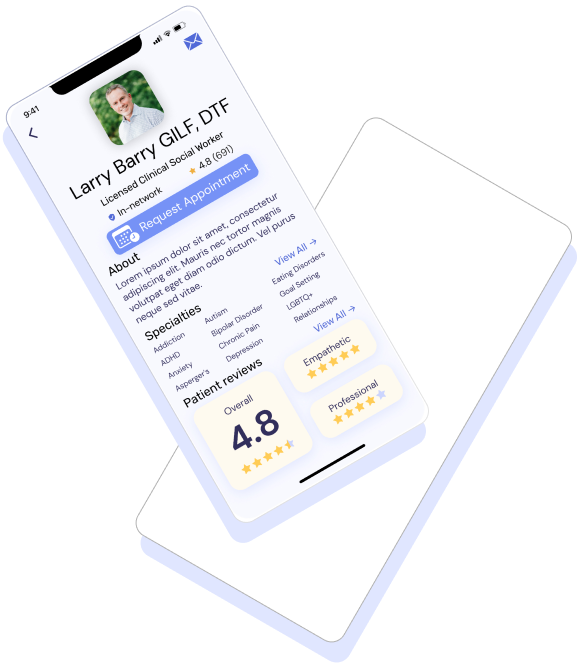 9:41
Larry Barry GILF, DTF
Licensed Clinical Social Worker
In-network
4.8 (691)
Request Appointment
About
Lorem ipsum dolor sit amet, consectetur
adipiscing elit. Mauris nec tortor magnis
volutpat eget diam odio dictum. Vel purus
neque sed vitae.
View All →
Specialties
Addiction
ADHD
Anxiety
Asperger's
Autism
Bipolar Disorder
Chronic Pain
Depression
Eating Disorders
Goal Setting
LGBTQ+
Relationships
View All →
Patient reviews
Overall
4.8
Empathetic
Professional